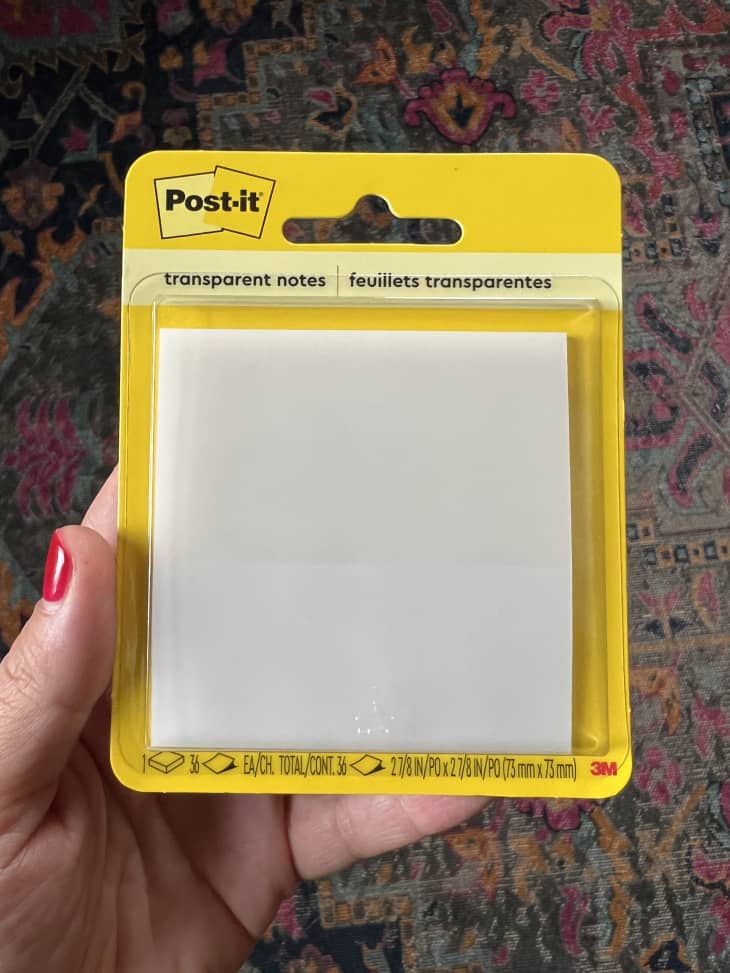 Post-it®
transparent notes | feuillets transparentes
1 36 EA/CH. TOTAL/CONT. 36 2 7/8 IN/PO x 2 7/8 IN/PO (73 mm x 73 mm) 3M